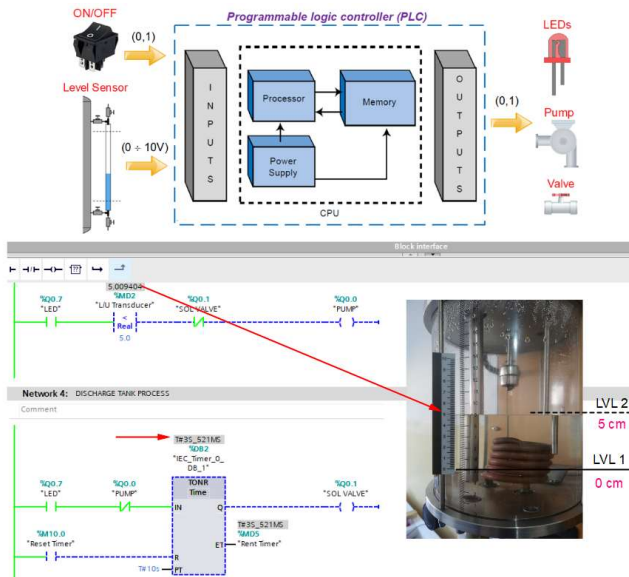 ON/OFF
Programmable logic controller (PLC)
LEDs
(0,1)
Level Sensor
INPUTS
Processor
Memory
OUTPUTS
(0,1)
Pump
(0 ÷ 10V)
Power
Supply
CPU
Valve
Block interface
5.009404
%Q0.7
%MD2
%Q0.1
%Q0.0
"LED"
"L/U Transducer"
"SOL VALVE"
"PUMP"
<
Real
5.0
Network 4: DISCHARGE TANK PROCESS
Comment
LVL 2
5 cm
LVL 1
0 cm
T#3S_521MS
%DB2
"IEC_Timer_0_
DB_1"
%Q0.7
%Q0.0
TONR
%Q0.1
"LED"
"PUMP"
Time
"SOL VALVE"
IN
Q
T#3S_521MS
%M10.0
%MD5
"Reset Timer"
ET
"Rent Timer"
R
T#10s
PT